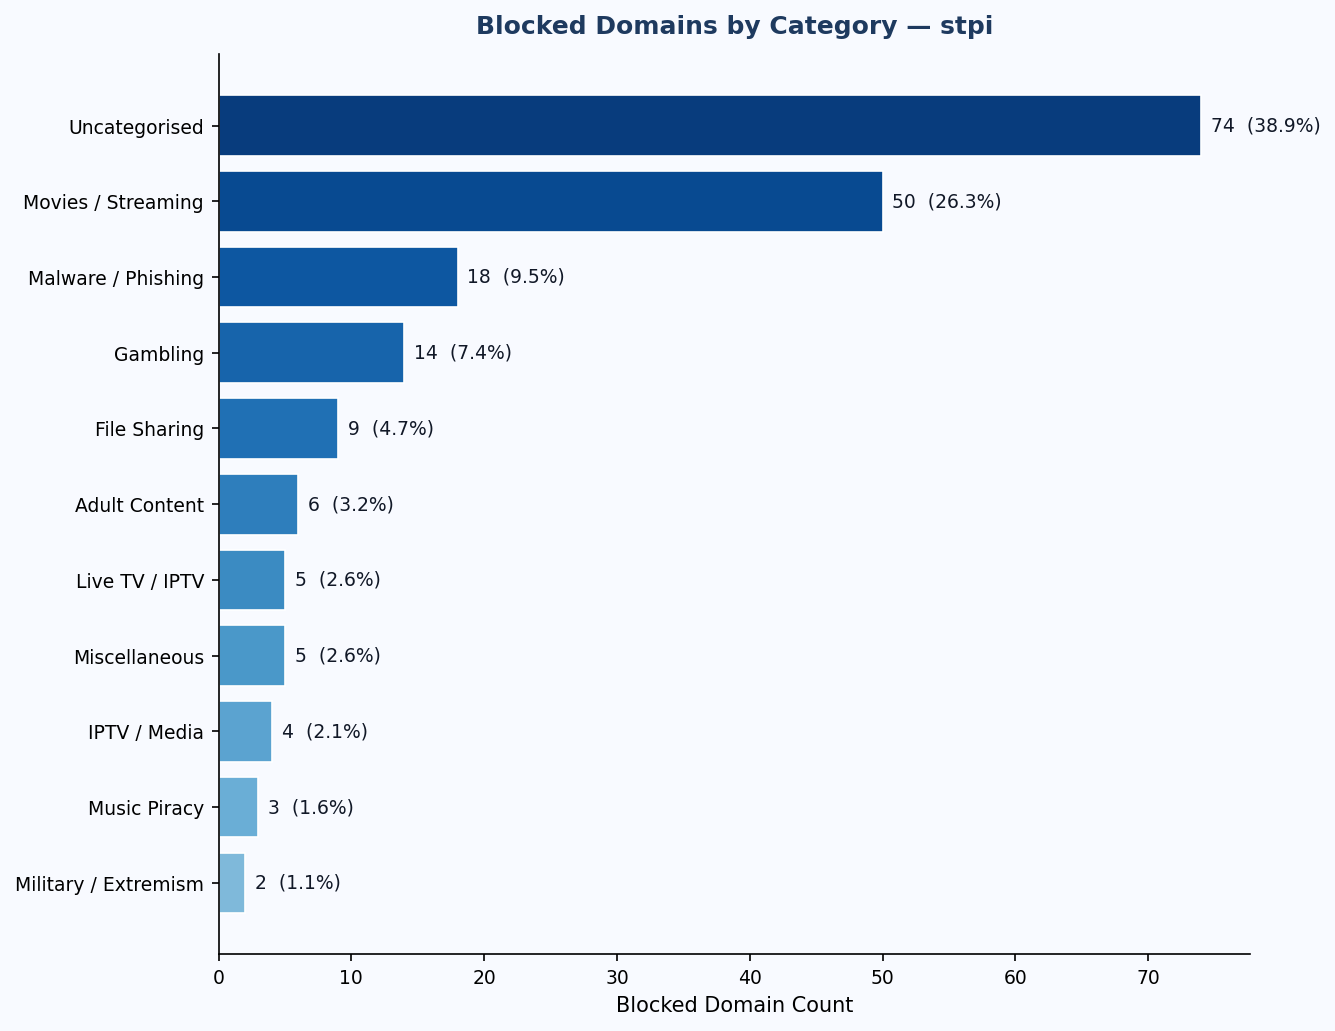 Blocked Domains by Category — stpi
Uncategorised 74 (38.9%)
Movies / Streaming 50 (26.3%)
Malware / Phishing 18 (9.5%)
Gambling 14 (7.4%)
File Sharing 9 (4.7%)
Adult Content 6 (3.2%)
Live TV / IPTV 5 (2.6%)
Miscellaneous 5 (2.6%)
IPTV / Media 4 (2.1%)
Music Piracy 3 (1.6%)
Military / Extremism 2 (1.1%)
0 10 20 30 40 50 60 70
Blocked Domain Count